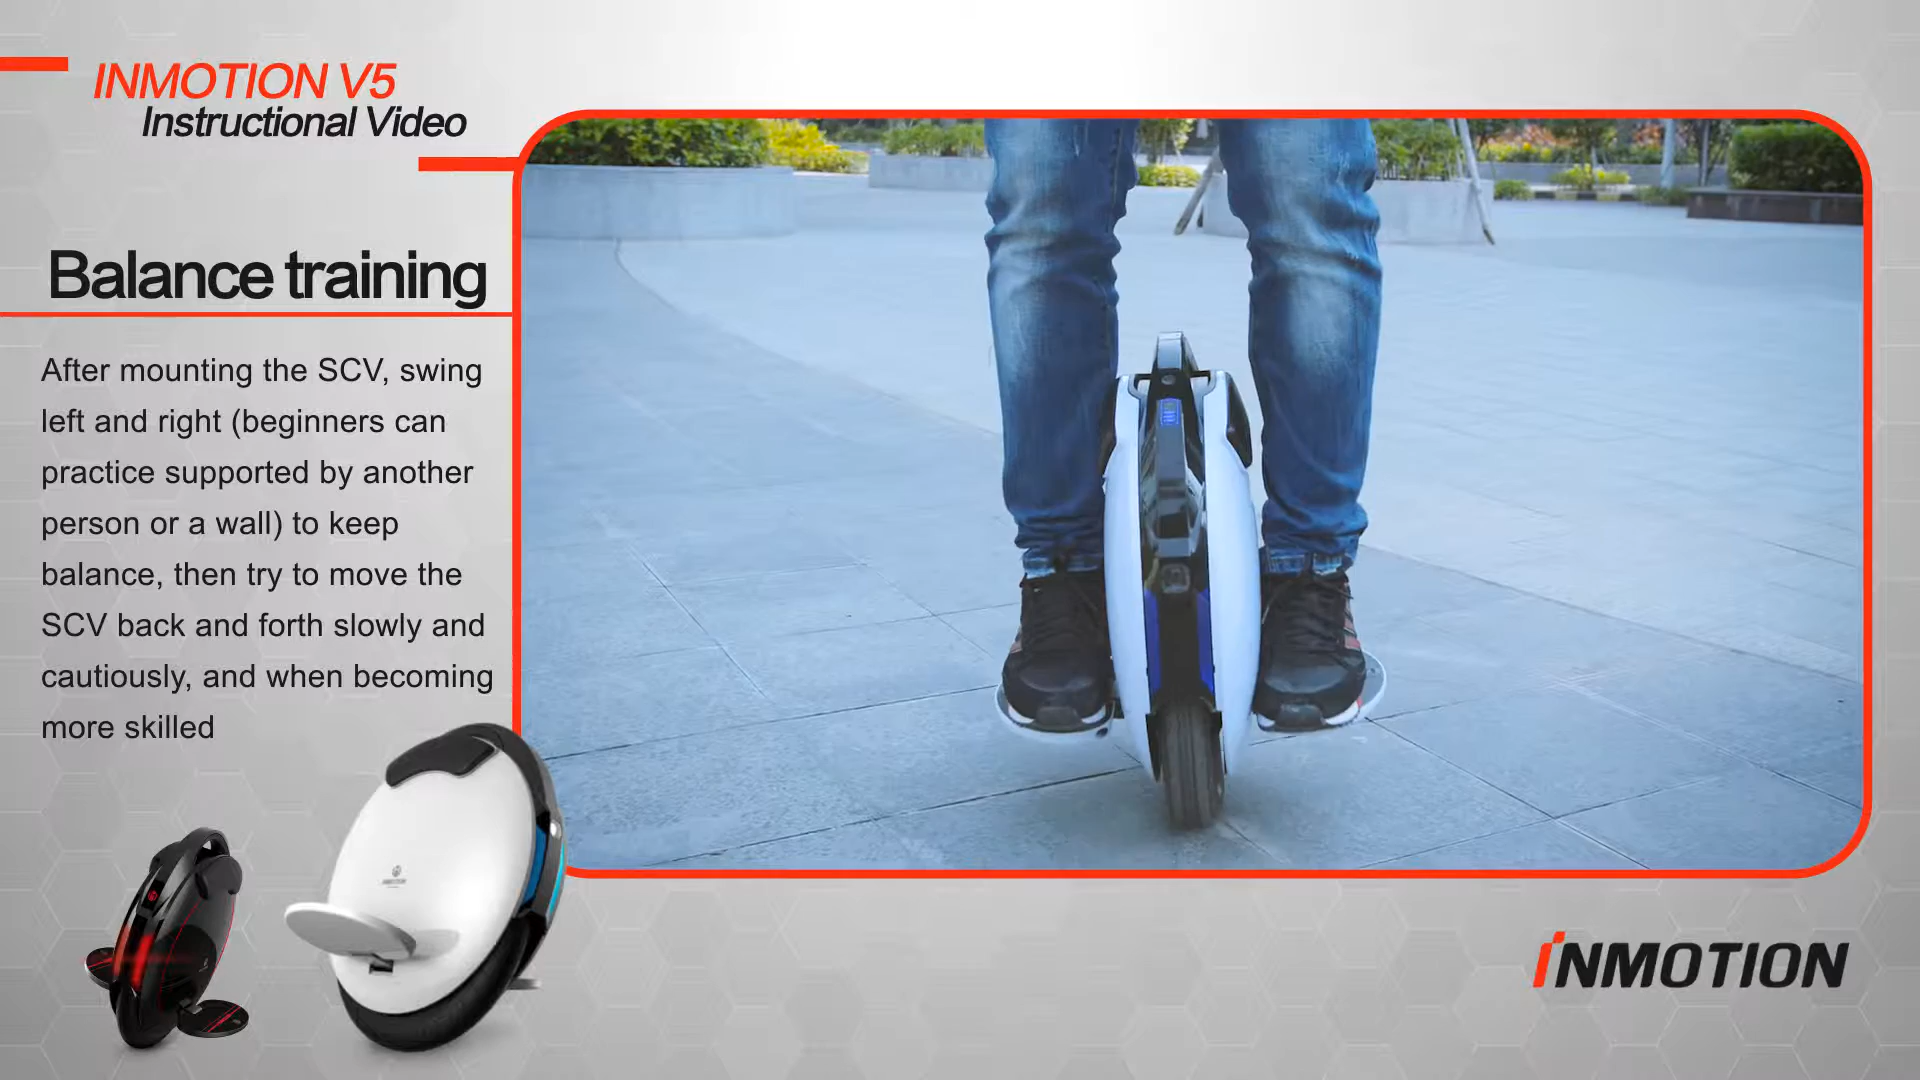 INMOTION V5
Instructional Video
Balance training
After mounting the SCV, swing
left and right (beginners can
practice supported by another
person or a wall) to keep
balance, then try to move the
SCV back and forth slowly and
cautiously, and when becoming
more skilled
INMOTION
INMOTION